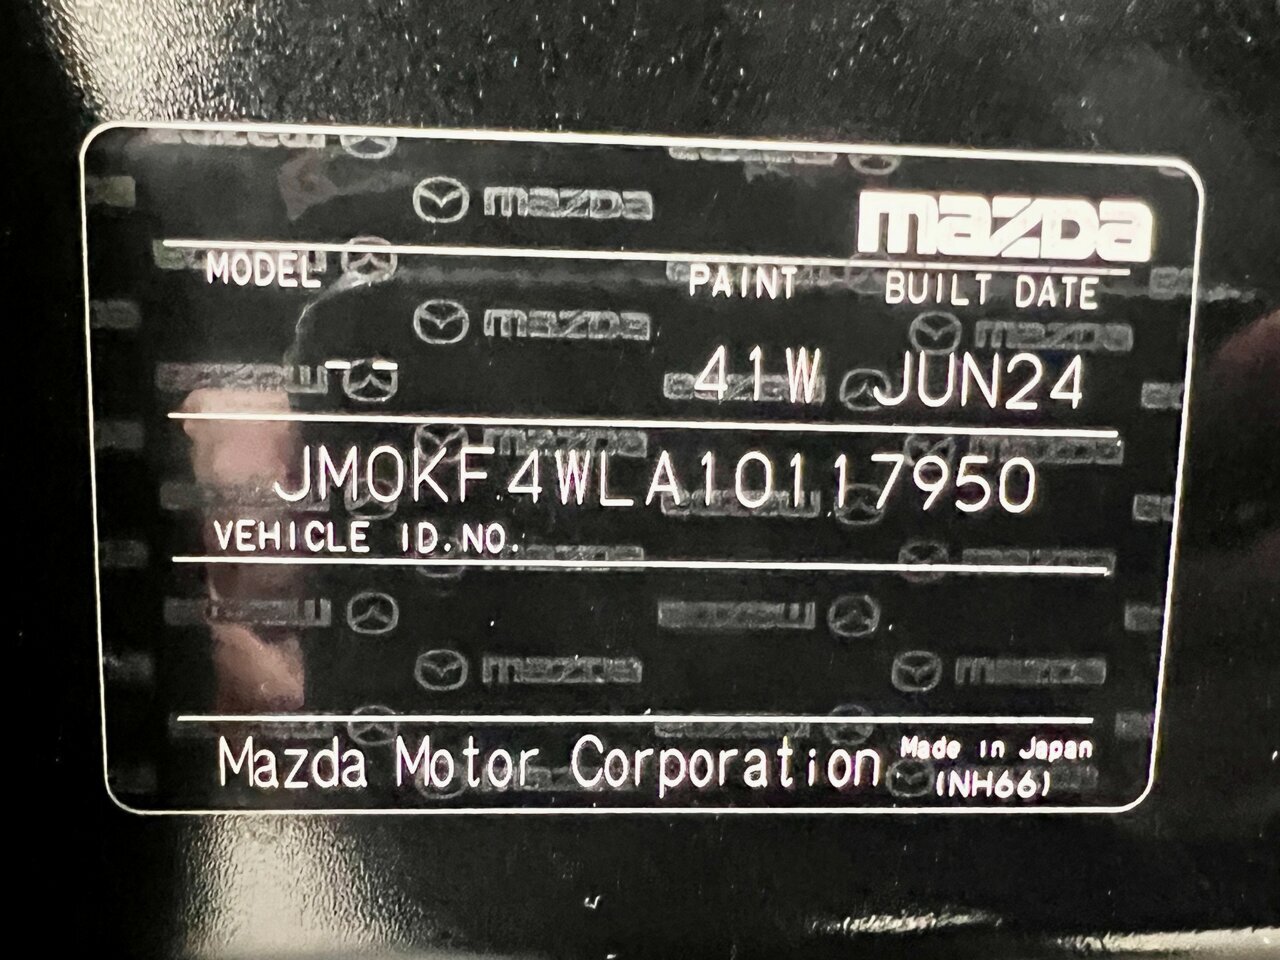 mazda
MODEL PAINT BUILT DATE
-- 41W JUN24
JM0KF4WLA10117950
VEHICLE ID.NO.
Mazda Motor Corporation Made in Japan
(NH66)